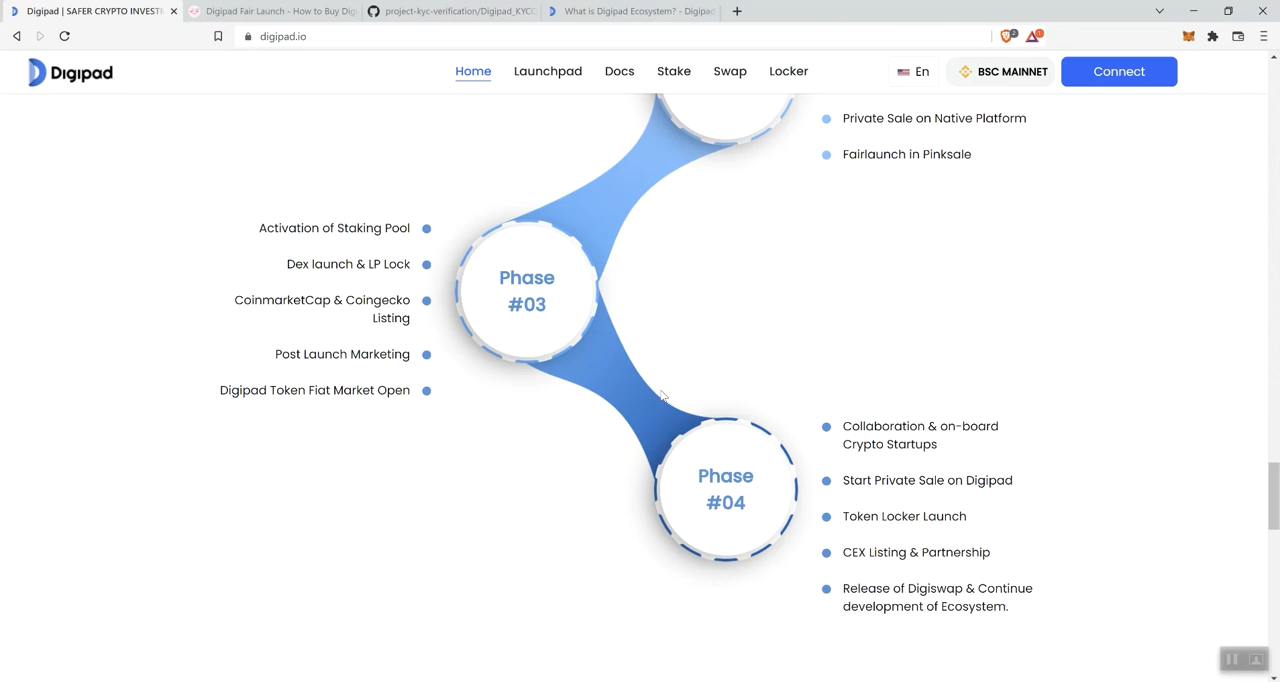 Digipad | SAFER CRYPTO INVEST
Digipad Fair Launch - How to Buy Dig
project-kyc-verification/Digipad_KYC
What is Digipad Ecosystem? - Digipad
digipad.io
2
1
Digipad
Home
Launchpad
Docs
Stake
Swap
Locker
En
BSC MAINNET
Connect
Private Sale on Native Platform
Fairlaunch in Pinksale
Activation of Staking Pool
Dex launch & LP Lock
CoinmarketCap & Coingecko
Listing
Post Launch Marketing
Digipad Token Fiat Market Open
Phase
#03
Phase
#04
Collaboration & on-board
Crypto Startups
Start Private Sale on Digipad
Token Locker Launch
CEX Listing & Partnership
Release of Digiswap & Continue
development of Ecosystem.